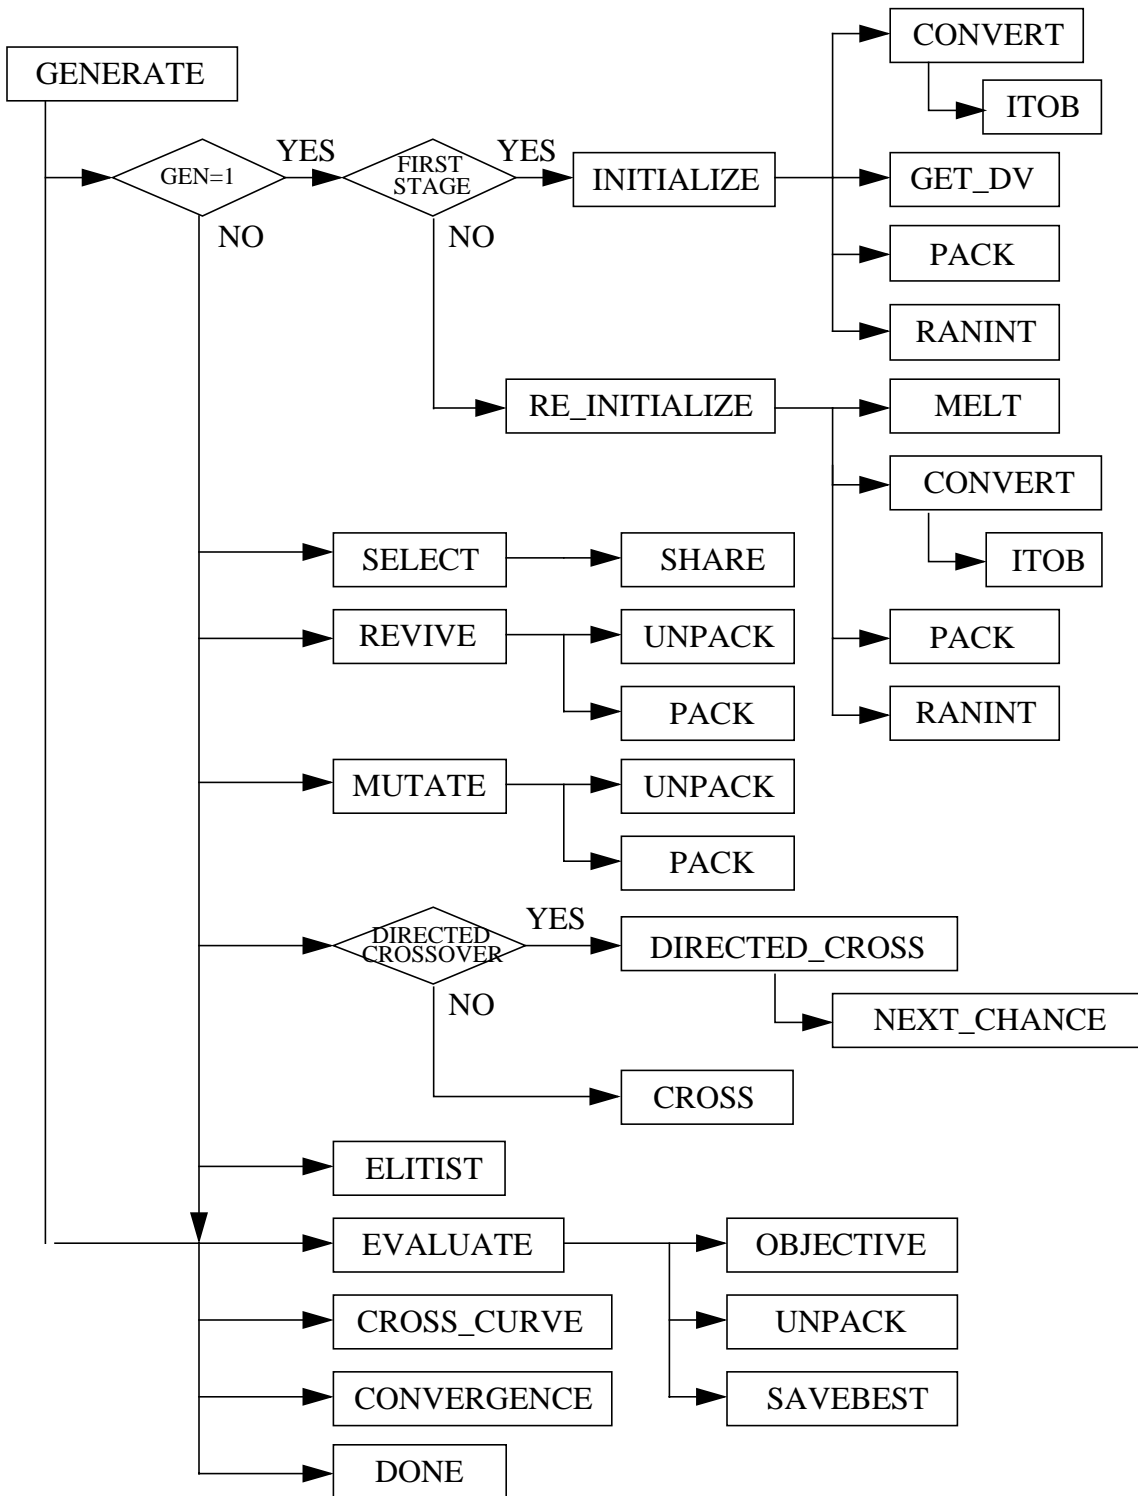 CONVERT
GENERATE
ITOB
YES
YES
FIRST
STAGE
GEN=1
INITIALIZE
GET_DV
NO
NO
PACK
RANINT
RE_INITIALIZE
MELT
CONVERT
SELECT
SHARE
ITOB
REVIVE
UNPACK
PACK
PACK
RANINT
MUTATE
UNPACK
PACK
YES
DIRECTED
CROSSOVER
DIRECTED_CROSS
NO
NEXT_CHANCE
CROSS
ELITIST
EVALUATE
OBJECTIVE
CROSS_CURVE
UNPACK
CONVERGENCE
SAVEBEST
DONE